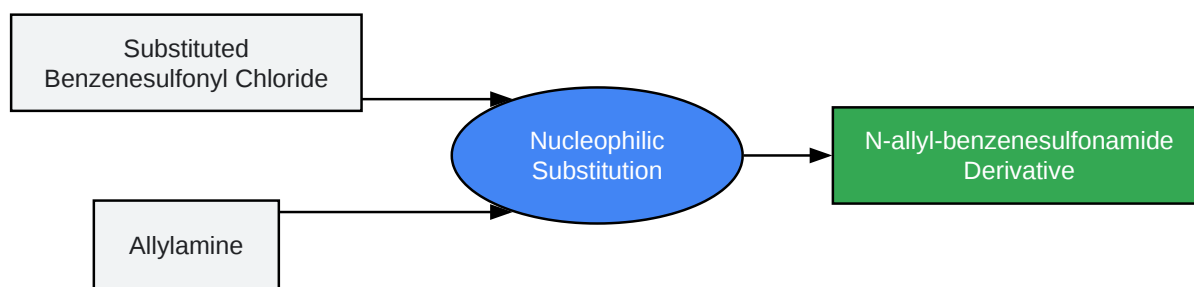 Substituted
Benzenesulfonyl Chloride
Nucleophilic
Substitution
N-allyl-benzenesulfonamide
Derivative
Allylamine